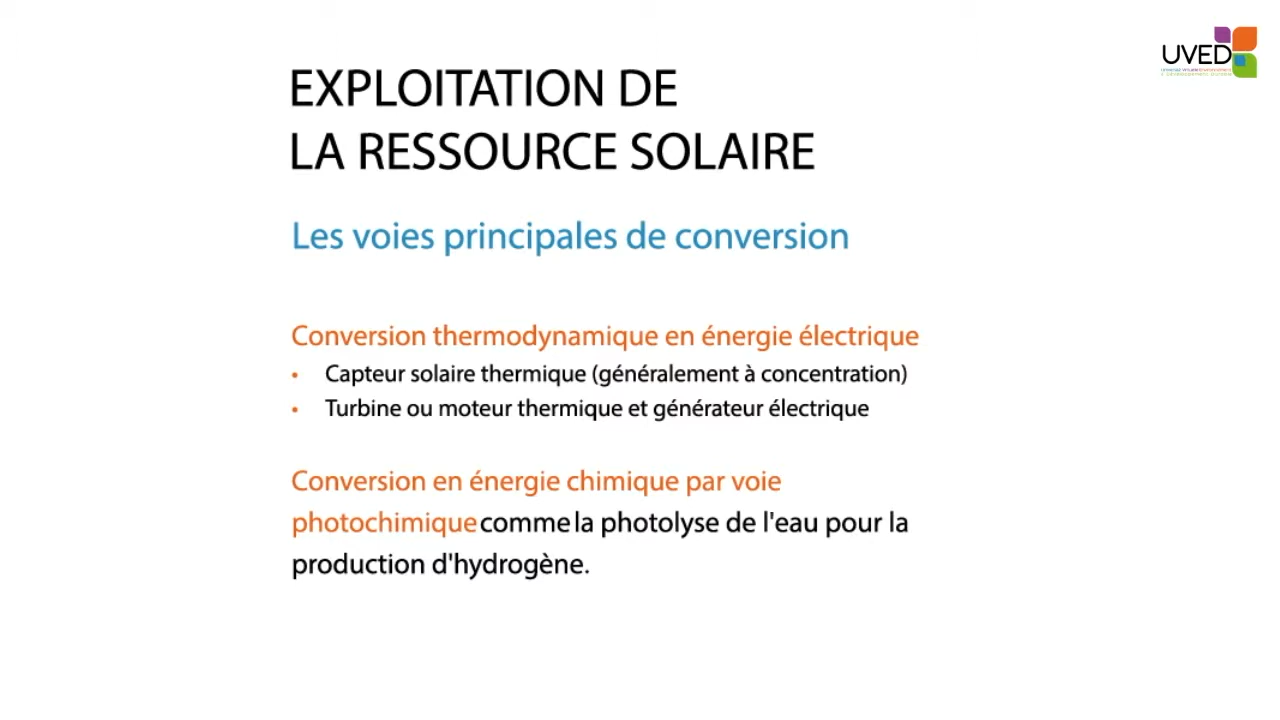 UVED
EXPLOITATION DE
LA RESSOURCE SOLAIRE
Les voies principales de conversion
Conversion thermodynamique en énergie électrique
• Capteur solaire thermique (généralement à concentration)
• Turbine ou moteur thermique et générateur électrique
Conversion en énergie chimique par voie
photochimique comme la photolyse de l'eau pour la
production d'hydrogène.